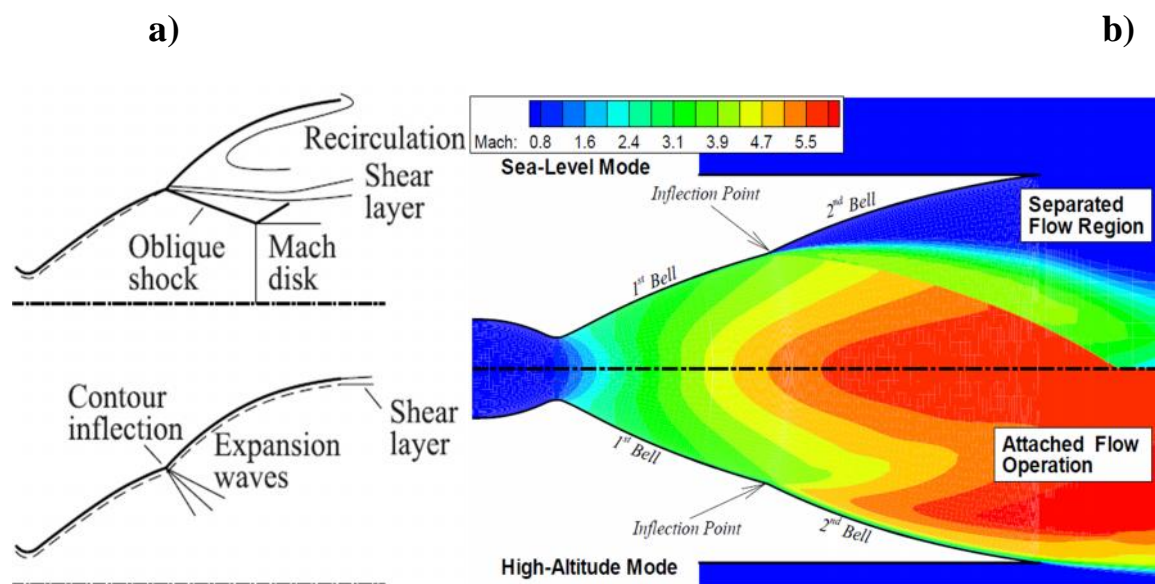 a)
b)
Recirculation
Shear
layer
Oblique
shock
Mach
disk
Contour
inflection
Expansion
waves
Shear
layer
Mach: 0.8 1.6 2.4 3.1 3.9 4.7 5.5
Sea-Level Mode
Inflection Point
1st Bell
2nd Bell
Separated
Flow Region
Attached Flow
Operation
1st Bell
2nd Bell
Inflection Point
High-Altitude Mode